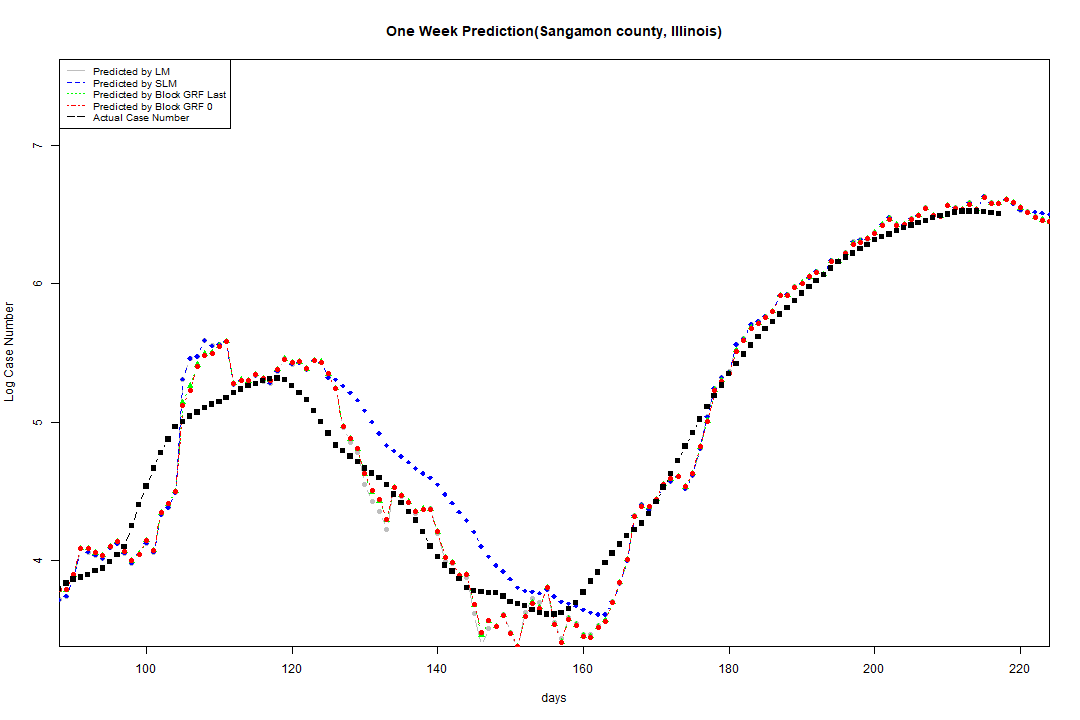 One Week Prediction(Sangamon county, Illinois)
Predicted by LM
Predicted by SLM
Predicted by Block GRF Last
Predicted by Block GRF 0
Actual Case Number
7
6
5
4
Log Case Number
100 120 140 160 180 200 220
days